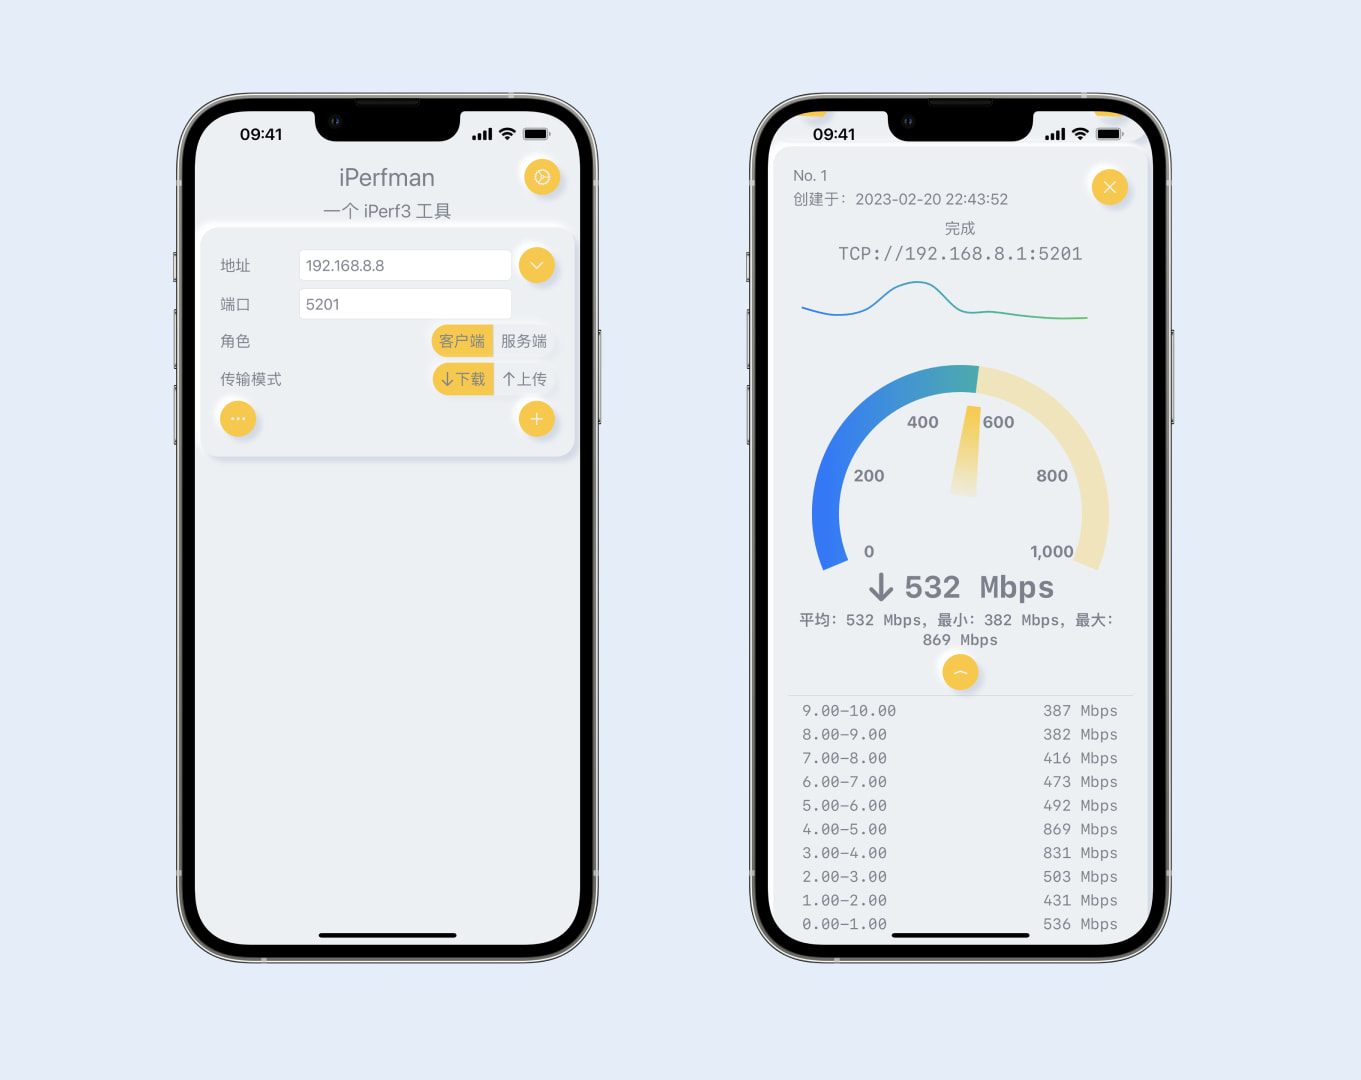 09:41
iPerfman
一个 iPerf3 工具
地址 192.168.8.8
端口 5201
角色 客户端 服务端
传输模式 ↓下载 ↑上传
09:41
No. 1
创建于：2023-02-20 22:43:52
完成
TCP://192.168.8.1:5201
400 600
200 800
0 1,000
↓ 532 Mbps
平均：532 Mbps，最小：382 Mbps，最大：
869 Mbps
9.00-10.00 387 Mbps
8.00-9.00 382 Mbps
7.00-8.00 416 Mbps
6.00-7.00 473 Mbps
5.00-6.00 492 Mbps
4.00-5.00 869 Mbps
3.00-4.00 831 Mbps
2.00-3.00 503 Mbps
1.00-2.00 431 Mbps
0.00-1.00 536 Mbps